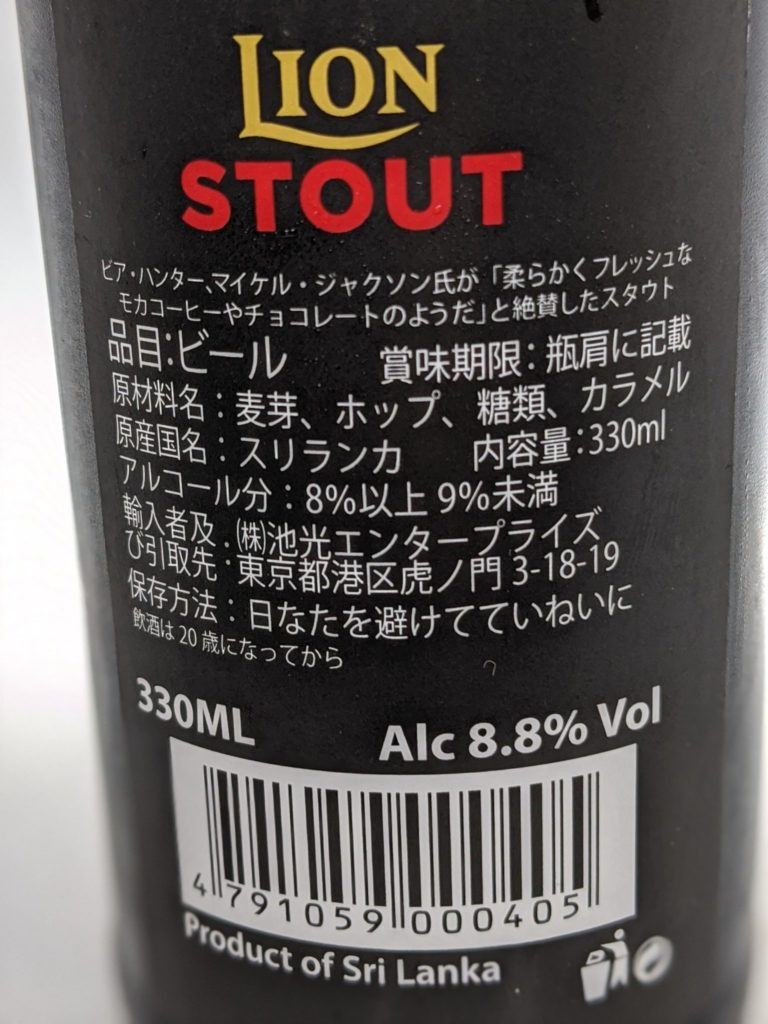 LION
STOUT
ビア・ハンター、マイケル・ジャクソン氏が「柔らかくフレッシュな
モカコーヒーやチョコレートのようだ」と絶賛したスタウト
品目:ビール 賞味期限:瓶肩に記載
原材料名:麦芽、ホップ、糖類、カラメル
原産国名:スリランカ 内容量:330ml
アルコール分:8%以上9%未満
輸入者及び引取先:㈱池光エンタープライズ
東京都港区虎ノ門3-18-19
保存方法:日なたを避けてていねいに
飲酒は20歳になってから
330ML Alc 8.8% Vol
4 791059 000405
Product of Sri Lanka